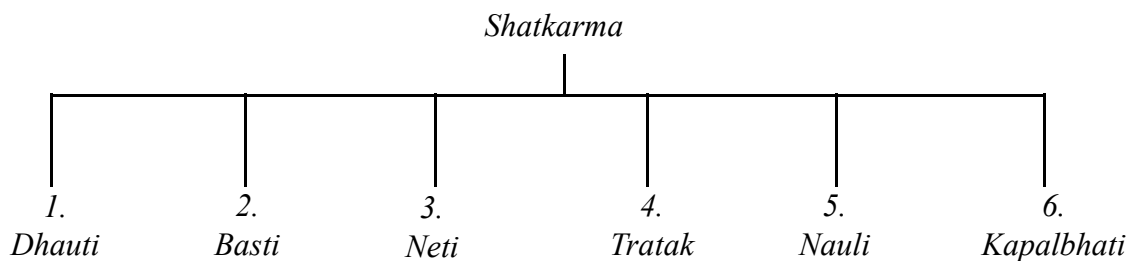 Shatkarma
1. 2. 3. 4. 5. 6.
Dhauti Basti Neti Tratak Nauli Kapalbhati